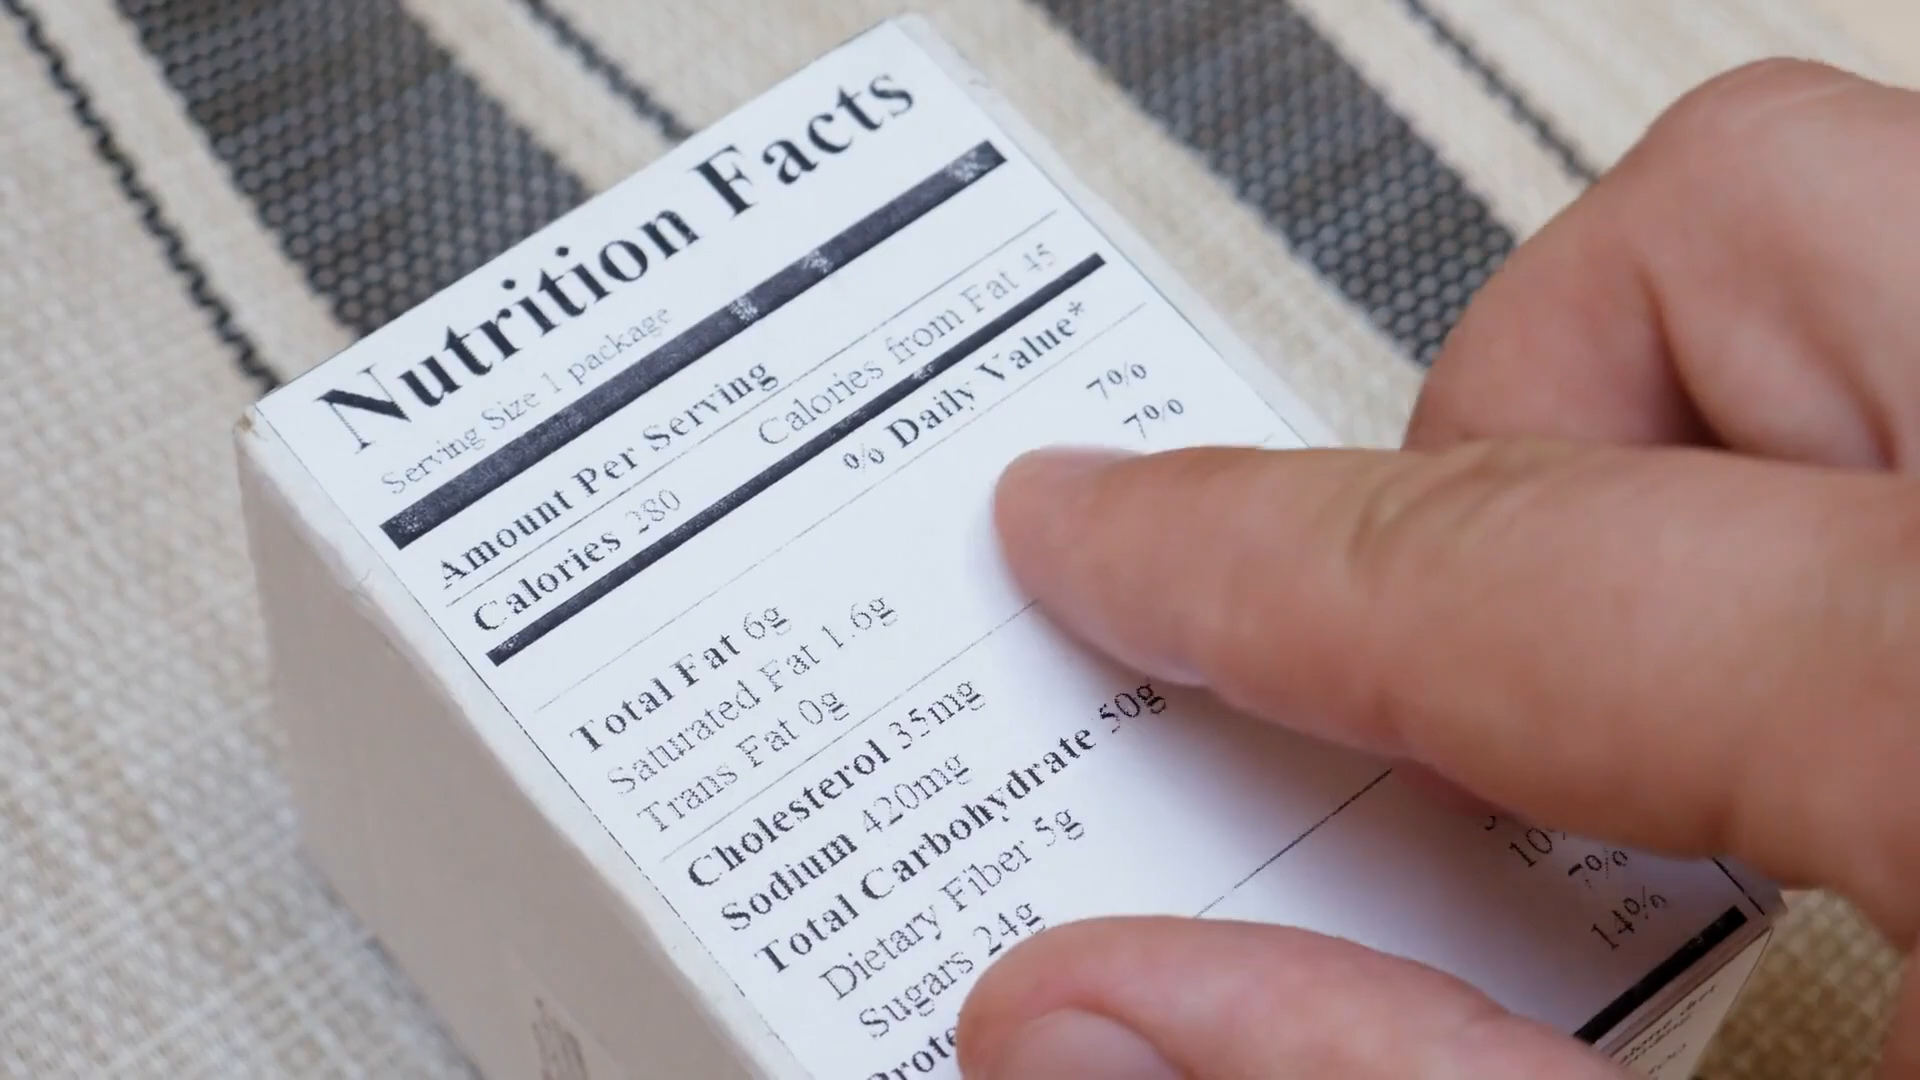 Nutrition Facts
Serving Size 1 package
Amount Per Serving
Calories 280 Calories from Fat 45
% Daily Value*
Total Fat 6g 7%
Saturated Fat 1.6g 7%
Trans Fat 0g
Cholesterol 35mg
Sodium 420mg
Total Carbohydrate 50g
Dietary Fiber 5g
Sugars 24g
7%
14%